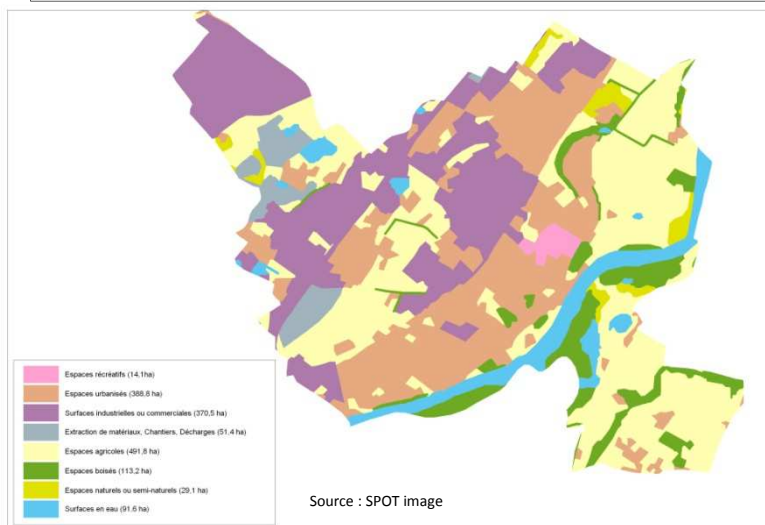 Espaces récréatifs (14,1ha)
Espaces urbanisés (388,8 ha)
Surfaces industrielles ou commerciales (370,5 ha)
Extraction de matériaux, Chantiers, Décharges (51,4 ha)
Espaces agricoles (491,8 ha)
Espaces boisés (113,2 ha)
Espaces naturels ou semi-naturels (29,1 ha)
Surfaces en eau (91,6 ha)
Source : SPOT image